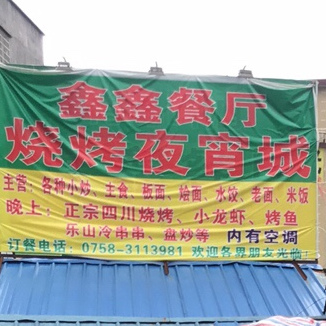 鑫鑫餐厅
烧烤夜宵城
主营：各种小炒、主食、板面、烩面、水饺、老面、米饭
晚上：正宗四川烧烤、小龙虾、烤鱼
乐山冷串串、盘炒等 内有空调
订餐电话：0758-3113981 欢迎各界朋友光临！